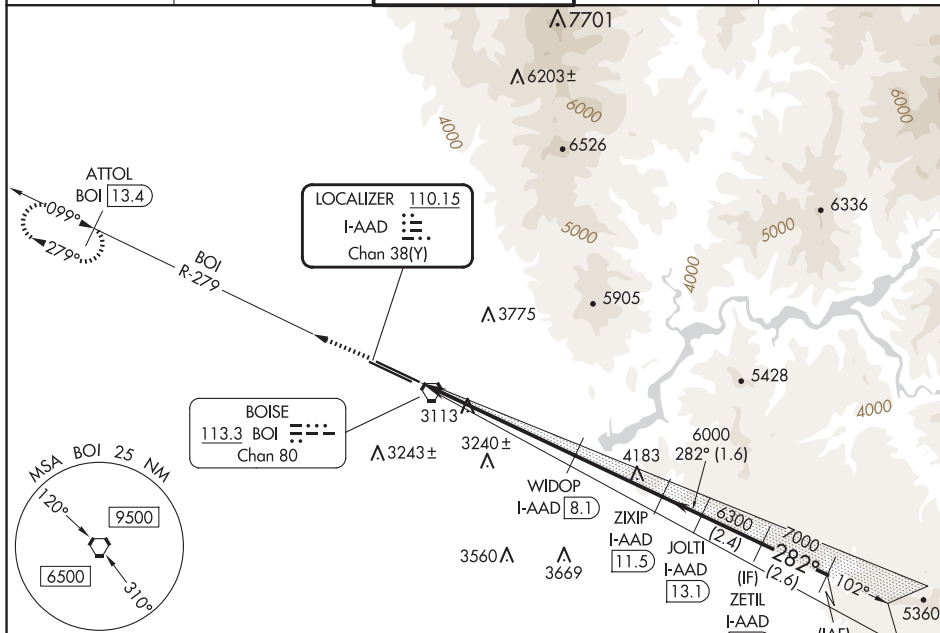 7701
6203±
6000
4000
6000
6526
ATTOL
BOI 13.4
099°
279°
LOCALIZER 110.15
I-AAD
Chan 38(Y)
6336
5000
5000
4000
BOI
R-279
5905
3775
5428
4000
BOISE
113.3 BOI
Chan 80
3113
3243±
3240±
4183
6000
282° (1.6)
MSA BOI 25 NM
120°
9500
6500
310°
WIDOP
I-AAD 8.1
ZIXIP
I-AAD
11.5
JOLTI
I-AAD
13.1
6300
(2.4)
7000
(2.6)
282°
102°
3560
3669
(IF)
ZETIL
I-AAD
(IAF)
5360